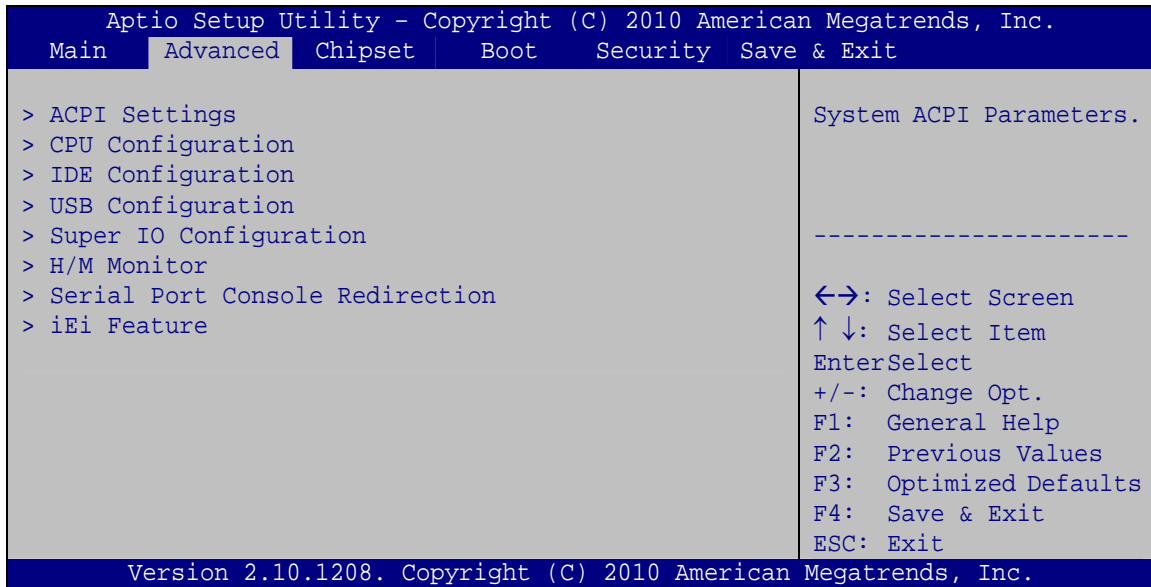 Aptio Setup Utility – Copyright (C) 2010 American Megatrends, Inc.
Main Advanced Chipset Boot Security Save & Exit
> ACPI Settings
> CPU Configuration
> IDE Configuration
> USB Configuration
> Super IO Configuration
> H/M Monitor
> Serial Port Console Redirection
> iEi Feature
System ACPI Parameters.
----------------------
←→: Select Screen
↑ ↓: Select Item
EnterSelect
+/-: Change Opt.
F1: General Help
F2: Previous Values
F3: Optimized Defaults
F4: Save & Exit
ESC: Exit
Version 2.10.1208. Copyright (C) 2010 American Megatrends, Inc.